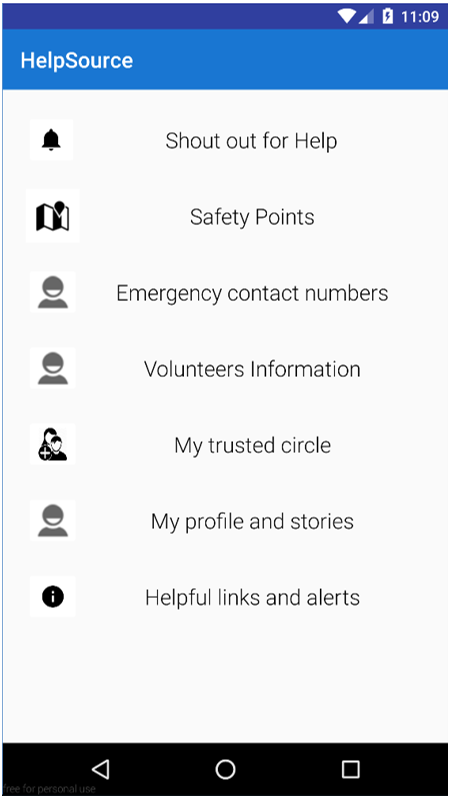 11:09
HelpSource
Shout out for Help
Safety Points
Emergency contact numbers
Volunteers Information
My trusted circle
My profile and stories
Helpful links and alerts
free for personal use